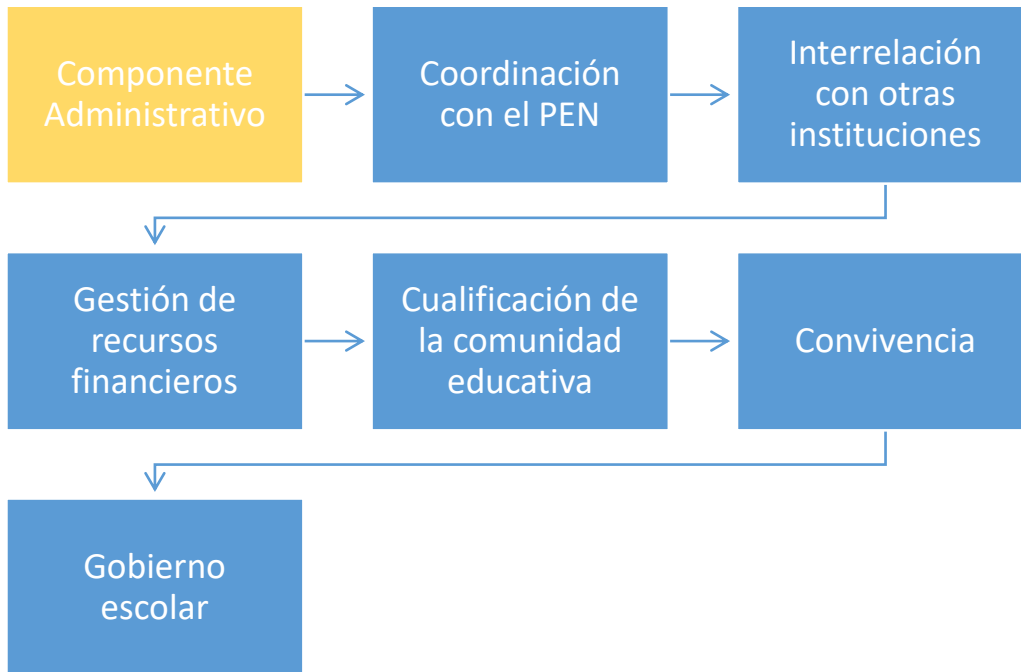 Componente
Administrativo
Coordinación
con el PEN
Interrelación
con otras
instituciones
Gestión de
recursos
financieros
Cualificación de
la comunidad
educativa
Convivencia
Gobierno
escolar